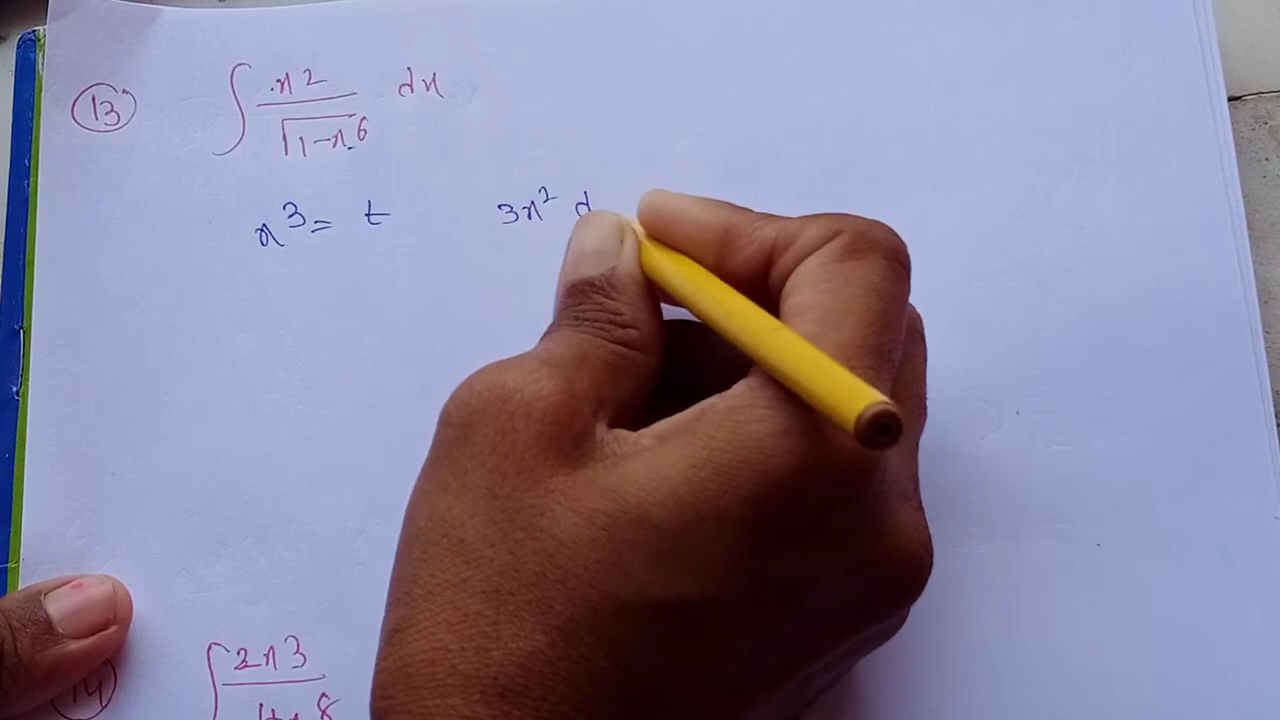 13 ∫ x2 / √1-x6 dx
x3 = t 3x² d
14 ∫ 2x3